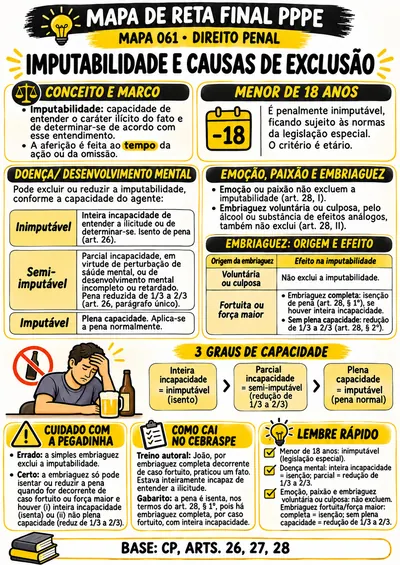 MAPA DE RETA FINAL PPPE
MAPA 061 • DIREITO PENAL
IMPUTABILIDADE E CAUSAS DE EXCLUSÃO
CONCEITO E MARCO
• Imputabilidade: capacidade de
entender o caráter ilícito do fato e
de determinar-se de acordo com
esse entendimento.
• A aferição é feita ao tempo da
ação ou da omissão.
MENOR DE 18 ANOS
-18
É penalmente inimputável,
ficando sujeito às normas
da legislação especial.
O critério é etário.
DOENÇA/ DESENVOLVIMENTO MENTAL
Pode excluir ou reduzir a imputabilidade,
conforme a capacidade do agente:
Inimputável
Inteira incapacidade de
entender a ilicitude ou de
determinar-se. Isento de pena
(art. 26).
Semi-
imputável
Parcial incapacidade,
em virtude de perturbação de
saúde mental, ou de
desenvolvimento mental
incompleto ou retardado.
Pena reduzida de 1/3 a 2/3
(art. 26, parágrafo único).
Imputável
Plena capacidade. Aplica-se
a pena normalmente.
EMOÇÃO, PAIXÃO E EMBRIAGUEZ
• Emoção ou paixão não excluem a
imputabilidade (art. 28, I).
• Embriaguez voluntária ou culposa, pelo
álcool ou substância de efeitos análogos,
também não exclui (art. 28, II).
EMBRIAGUEZ: ORIGEM E EFEITO
Origem da embriaguez
Efeito na imputabilidade
Voluntária
ou culposa
Não exclui a imputabilidade.
Fortuita ou
força maior
• Embriaguez completa: isenção
de pena (art. 28, § 1°), se
houver inteira incapacidade.
• Sem plena capacidade: redução
de 1/3 a 2/3 (art. 28, § 2°).
3 GRAUS DE CAPACIDADE
Inteira
incapacidade
= inimputável
(isento)
Parcial
incapacidade
= semi-imputável
(redução de
1/3 a 2/3)
Plena
capacidade
= imputável
(pena normal)
CUIDADO COM
A PEGADINHA
• Errado: a simples embriaguez
exclui a imputabilidade.
• Certo: a embriaguez só pode
isentar ou reduzir a pena
quando for decorrente de
caso fortuito ou força maior e
houver (i) inteira incapacidade
(isento) ou (ii) não plena
capacidade (reduz de 1/3 a 2/3).
COMO CAI
NO CEBRASPE
Treino autoral: João, por
embriaguez completa decorrente
de caso fortuito, praticou um fato.
Estava inteiramente incapaz de
entender a ilicitude.
Gabarito: a pena é isenta, nos
termos do art. 28, § 1°, pois há
embriaguez completa, por caso
fortuito, com inteira incapacidade.
LEMBRE RÁPIDO
Menor de 18 anos: inimputável
(legislação especial).
Doença mental: inteira incapacidade
= isenção; parcial = redução de
1/3 a 2/3.
Emoção, paixão e embriaguez
voluntária ou culposa: não excluem.
Embriaguez fortuita/força maior:
completa = isenção; sem plena
capacidade = redução de 1/3 a 2/3.
BASE: CP, ARTS. 26, 27, 28